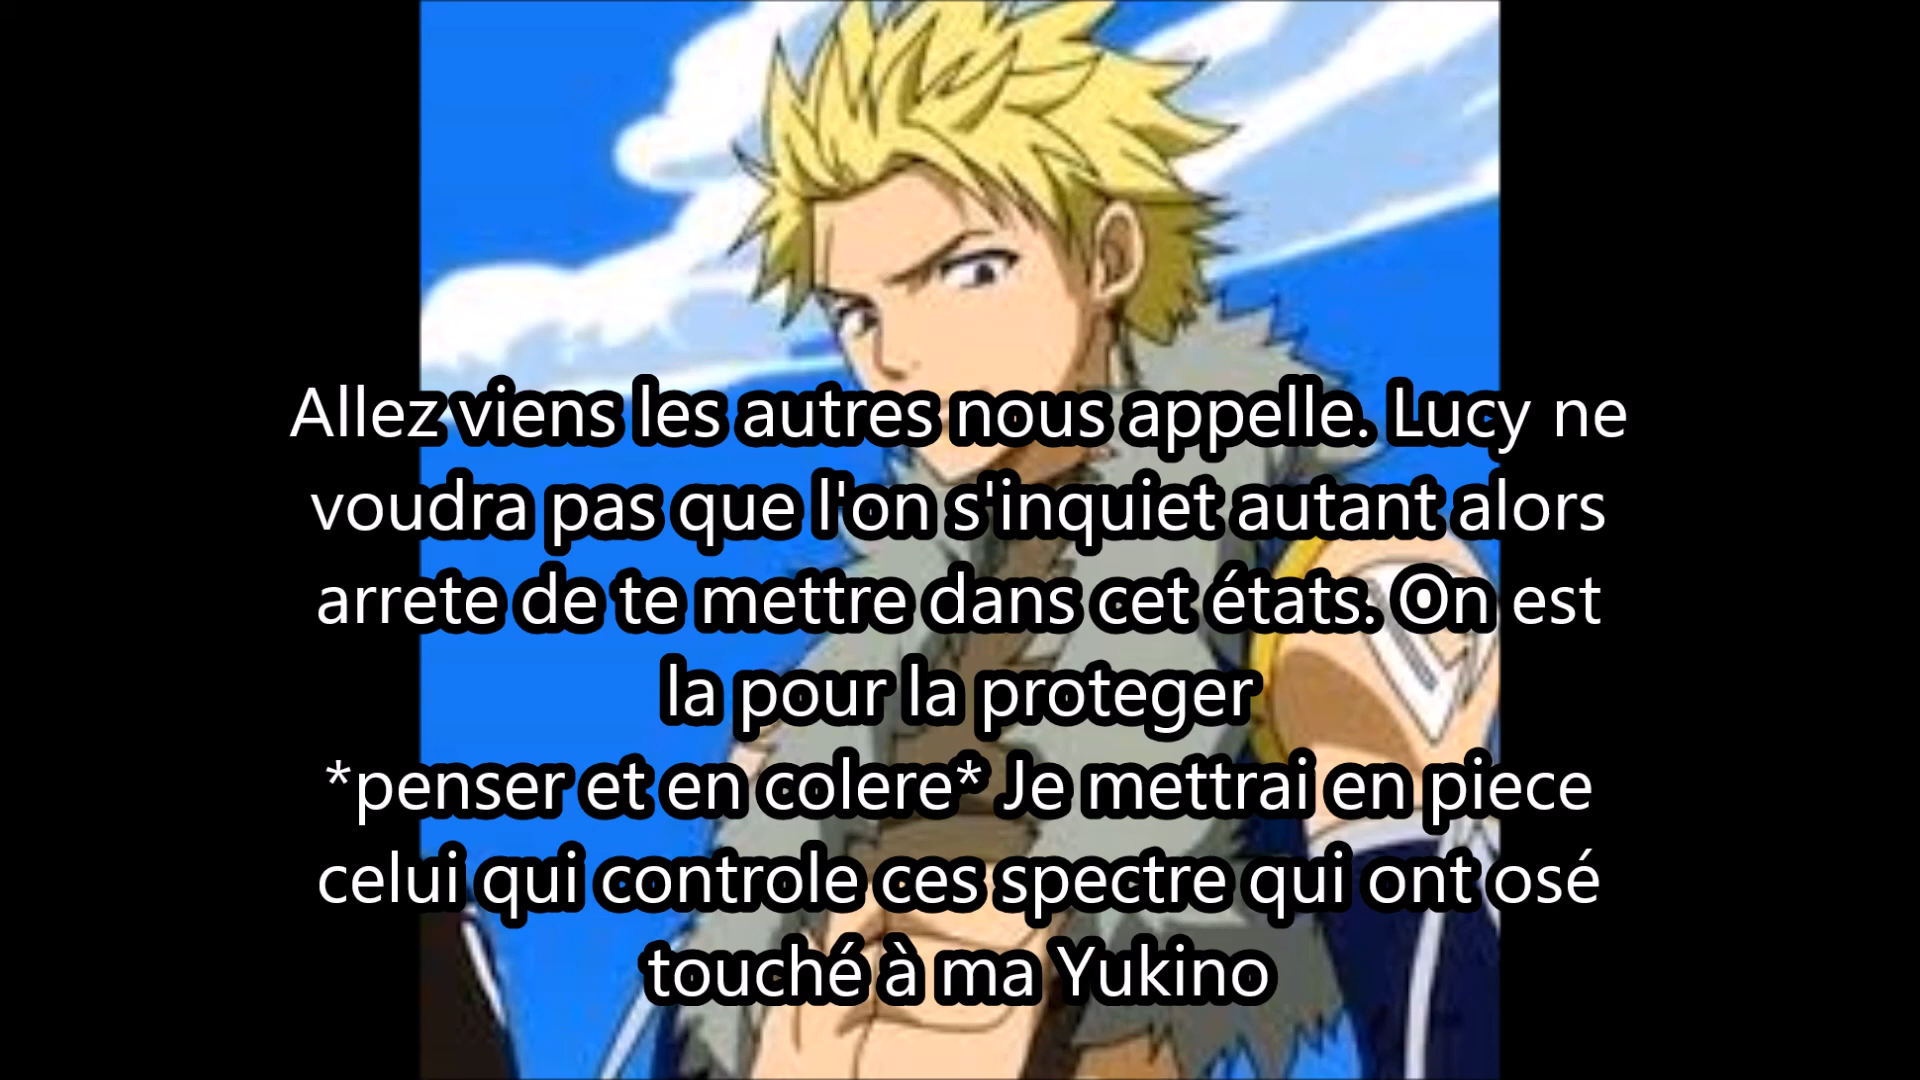 Allez viens les autres nous appelle. Lucy ne
voudra pas que l'on s'inquiet autant alors
arrete de te mettre dans cet états. On est
la pour la proteger
*penser et en colere* Je mettrai en piece
celui qui controle ces spectre qui ont osé
touché à ma Yukino